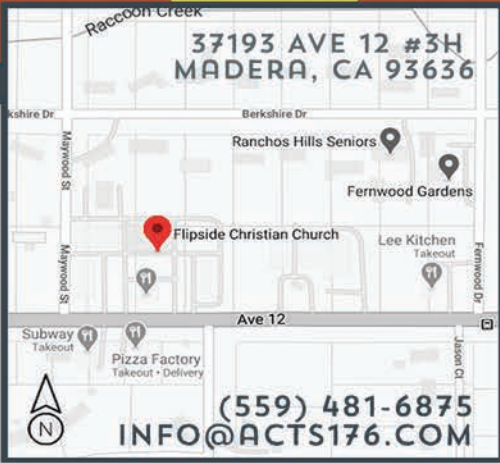 Raccoon Creek
37193 AVE 12 #3H
MADERA, CA 93636
kshire Dr
Berkshire Dr
Maywood St
Ranchos Hills Seniors
Fernwood Gardens
Flipside Christian Church
Maywood St
Lee Kitchen
Takeout
Fernwood Dr
Ave 12
Subway
Takeout
Pizza Factory
Takeout • Delivery
Jason Ct
(559) 481-6875
INFO@ACTS176.COM
N